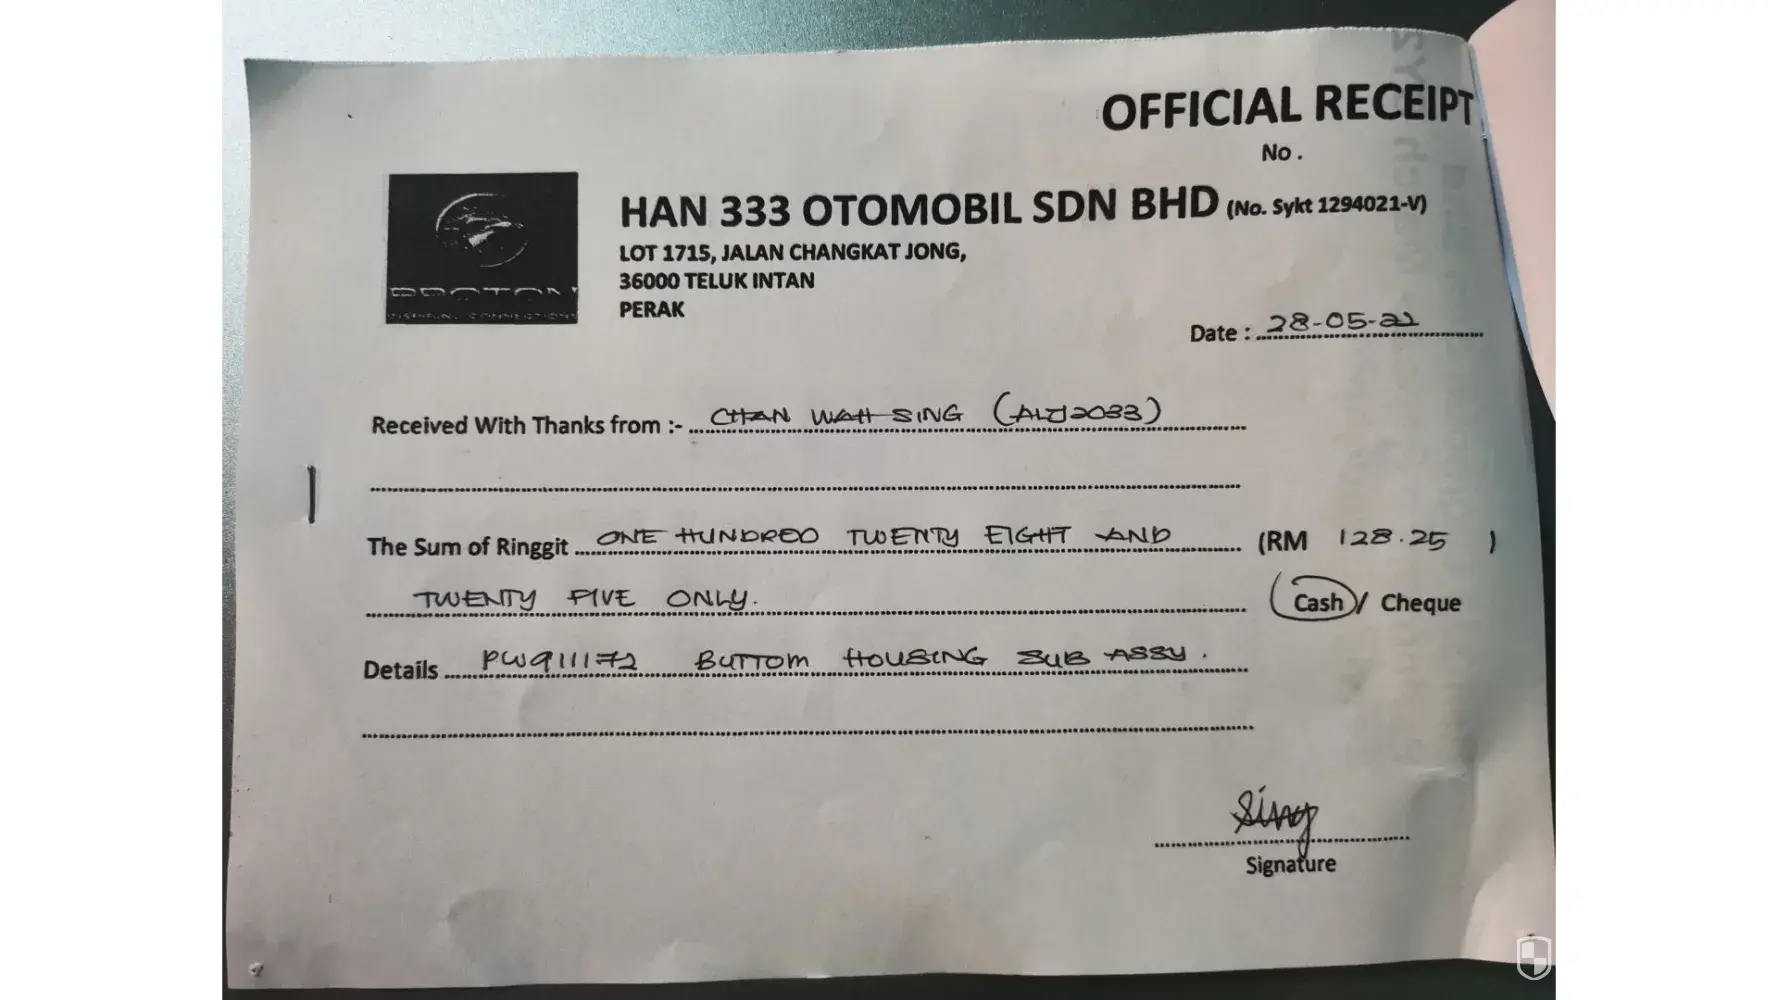 OFFICIAL RECEIPT
No .
HAN 333 OTOMOBIL SDN BHD (No. Sykt 1294021-V)
LOT 1715, JALAN CHANGKAT JONG,
36000 TELUK INTAN
PERAK
PROTON
Date : 28-05-21
Received With Thanks from :- CHAN WAH SING (ALJ2033)
The Sum of Ringgit ONE HUNDRED TWENTY EIGHT AND (RM 128.25 )
TWENTY FIVE ONLY. Cash / Cheque
Details PW911172 BUTTOM HOUSING SUB ASSY.
Sing
Signature